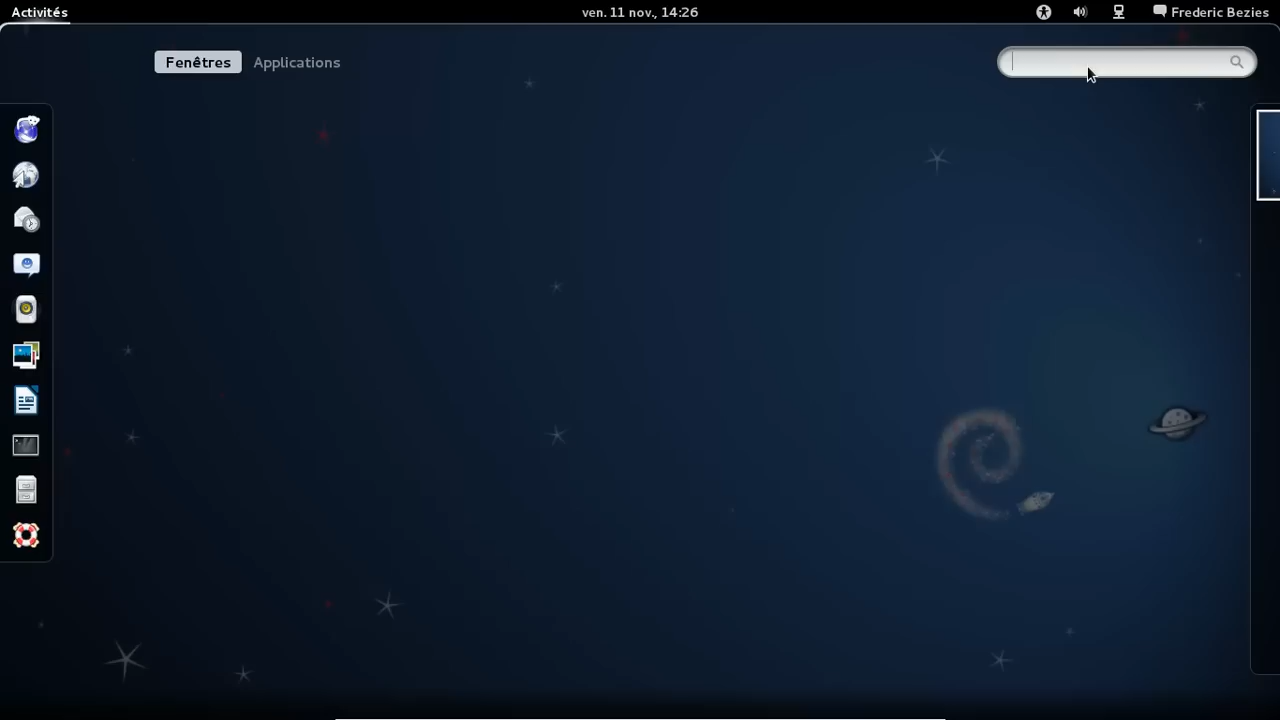 Activités
ven. 11 nov., 14:26
Frederic Bezies
Fenêtres
Applications